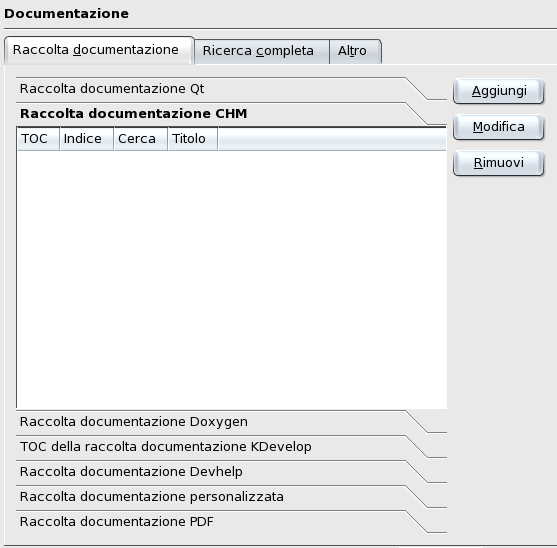 Documentazione
Raccolta documentazione Ricerca completa Altro
Raccolta documentazione Qt
Aggiungi
Raccolta documentazione CHM
Modifica
TOC Indice Cerca Titolo
Rimuovi
Raccolta documentazione Doxygen
TOC della raccolta documentazione KDevelop
Raccolta documentazione Devhelp
Raccolta documentazione personalizzata
Raccolta documentazione PDF